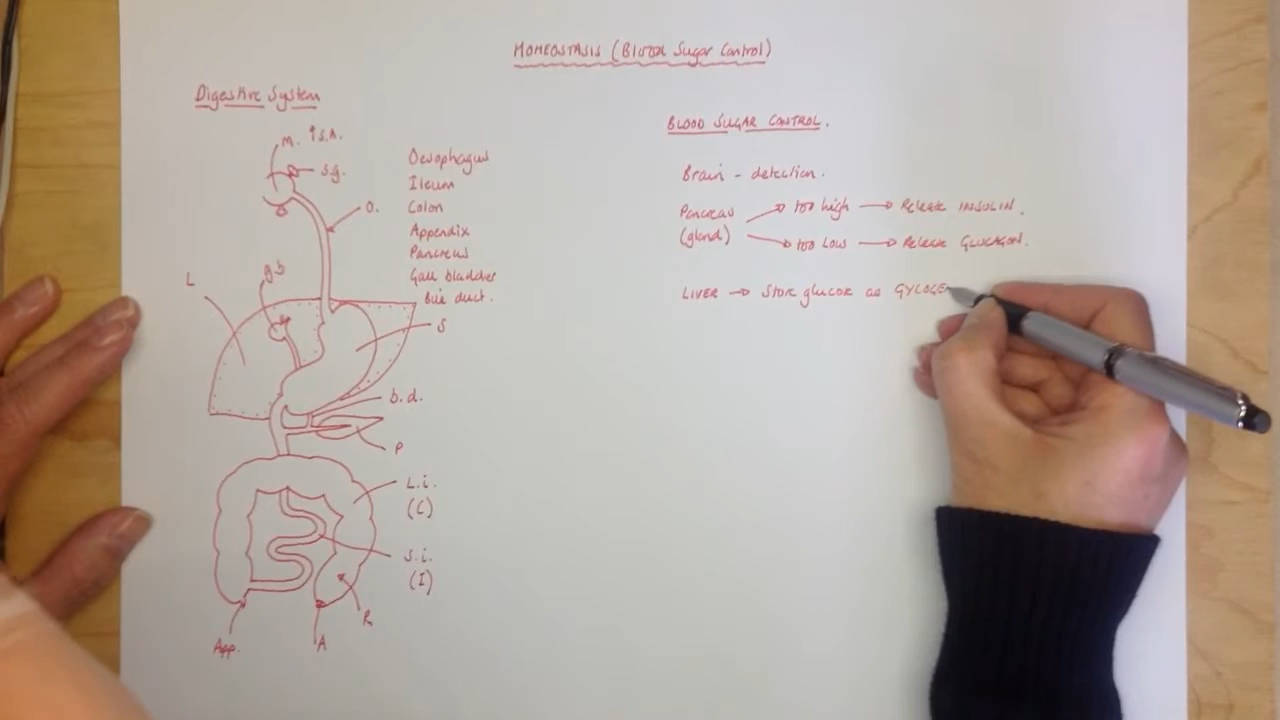 HOMEOSTASIS (Blood Sugar Control)
Digestive System
M. ↑S.A.
S.g.
O.
g.b
L
S
b.d.
P
L.i.
(C)
S.i.
(I)
R
App.
A
Oesophagus
Ileum
Colon
Appendix
Pancreas
Gall bladder
bile duct.
BLOOD SUGAR CONTROL.
Brain - detection.
Pancreas → too high → Release INSULIN.
(gland) → too Low → Release GLUCAGON.
LIVER → Store glucose as GYLOGE